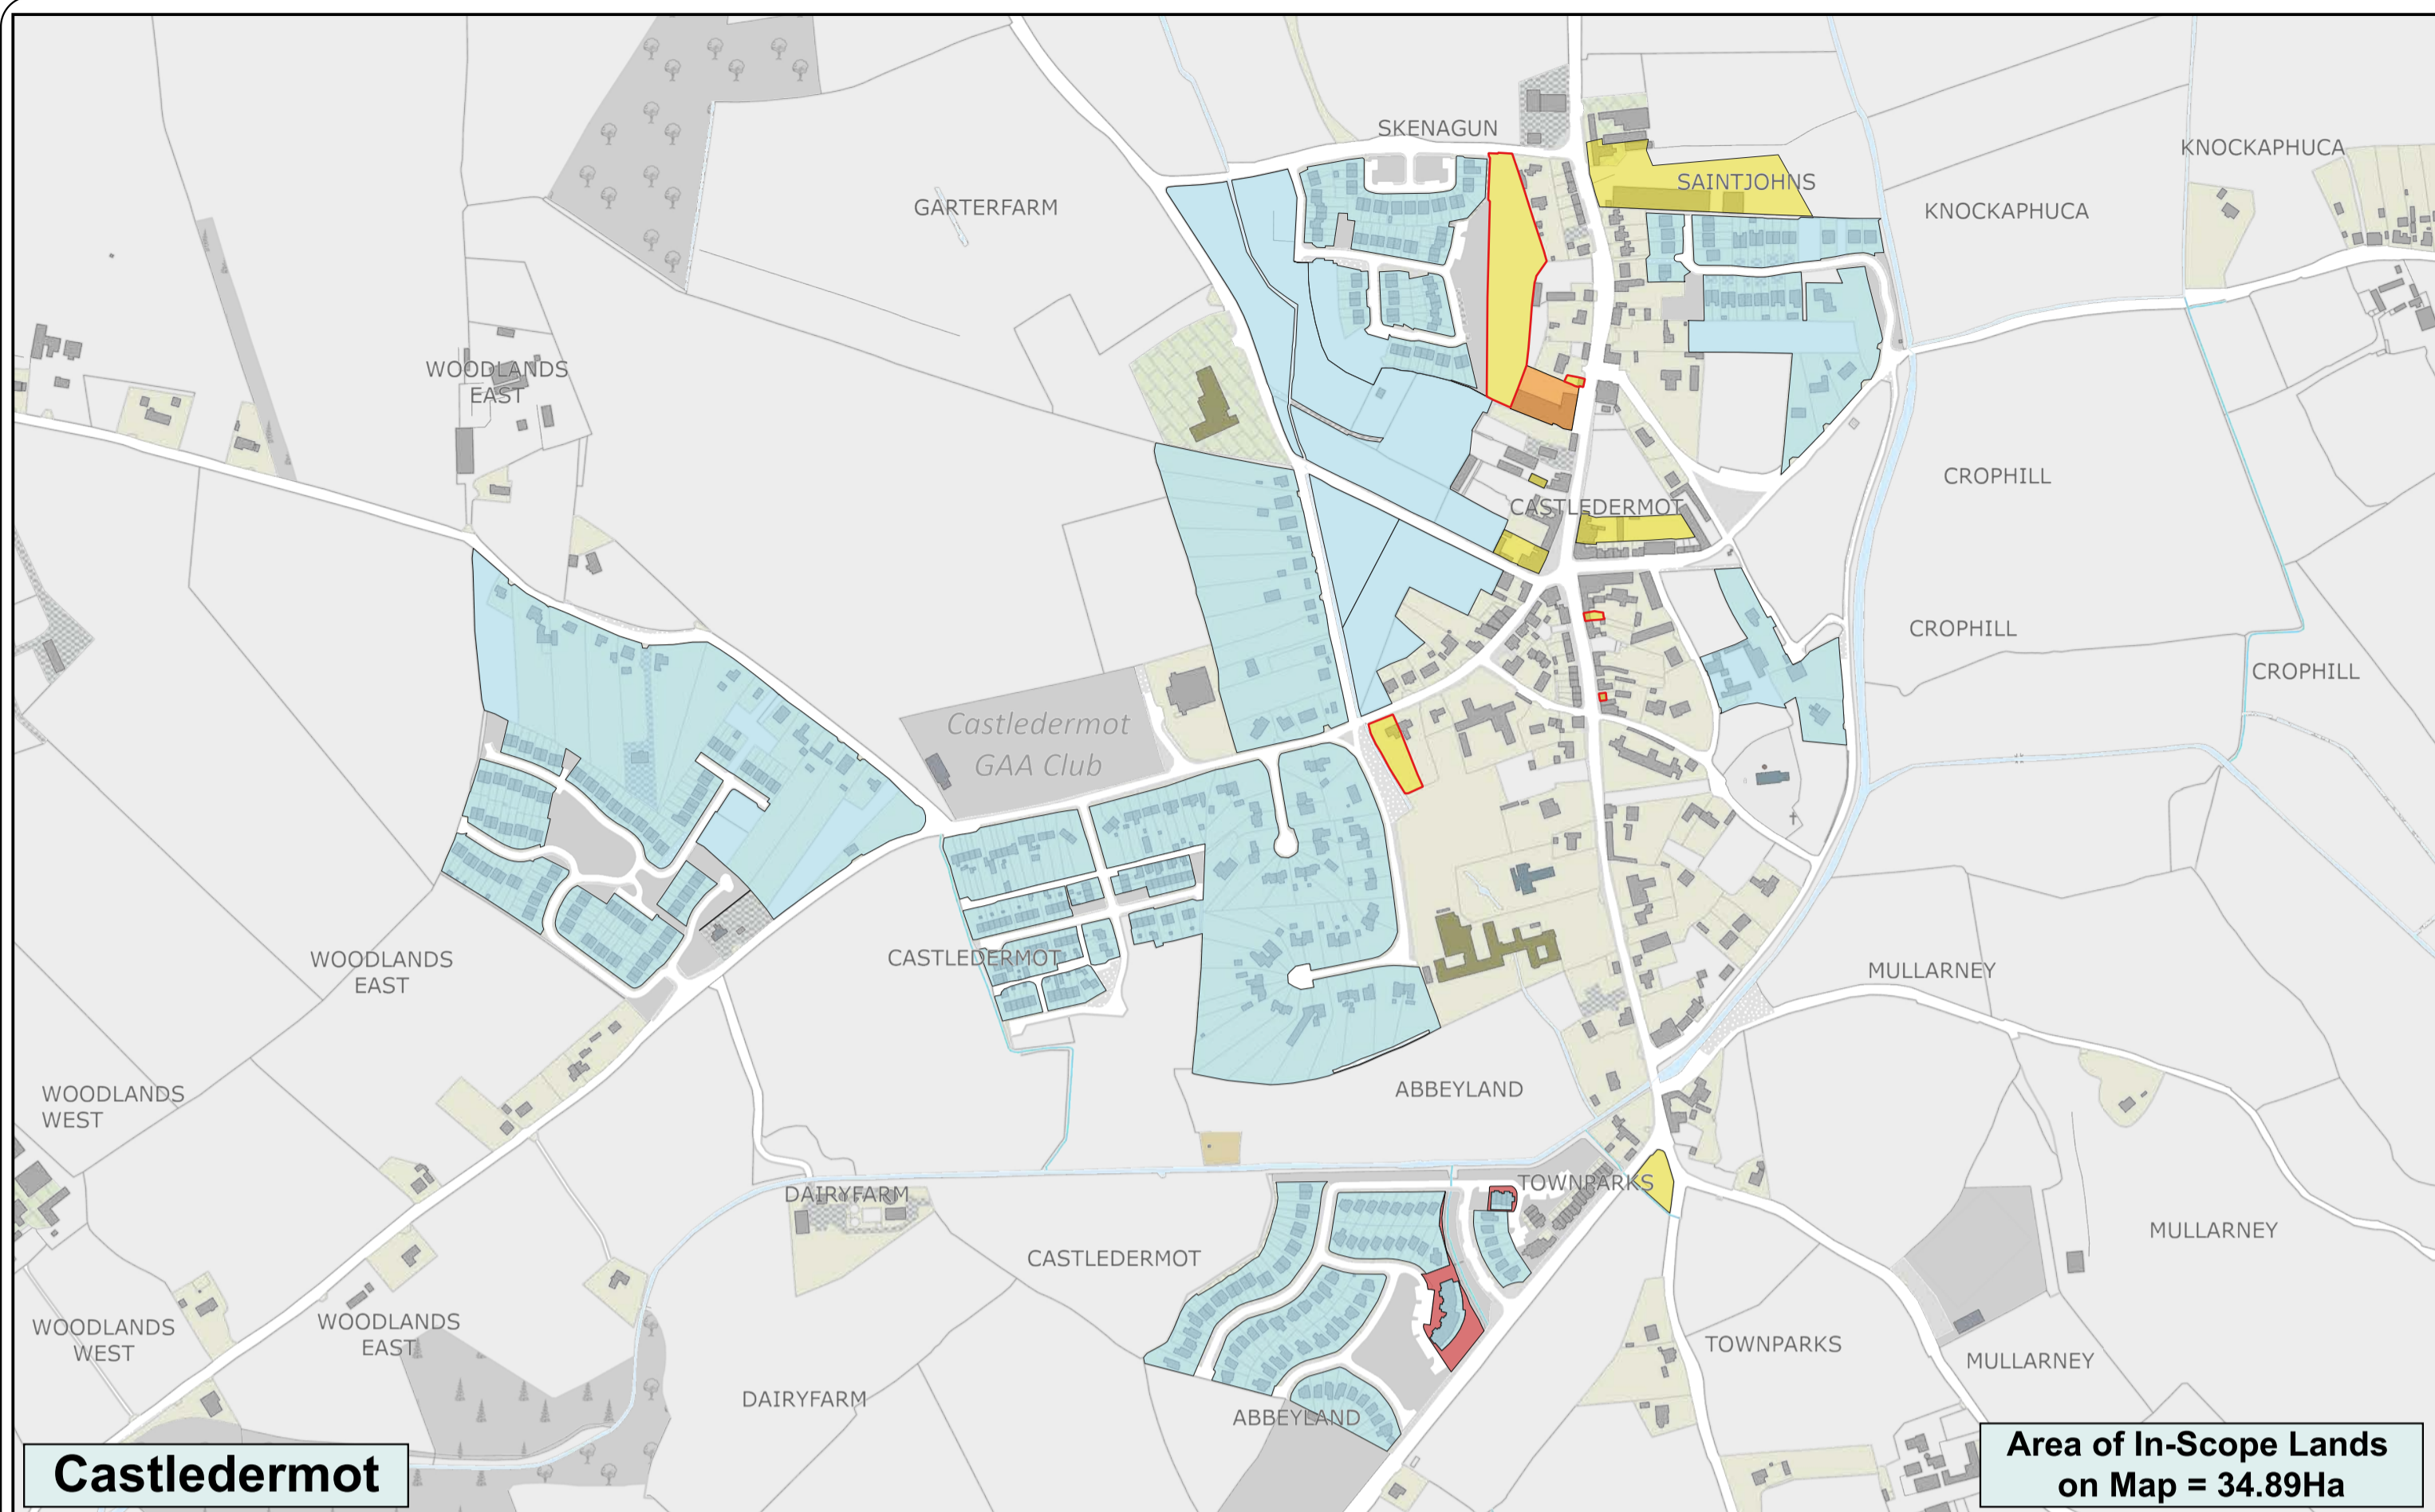 SKENAGUN
KNOCKAPHUCA
SAINTJOHNS
GARTERFARM
KNOCKAPHUCA
WOODLANDS
EAST
CROPHILL
CASTLEDERMOT
CROPHILL
CROPHILL
Castledermot
GAA Club
CASTLEDERMOT
WOODLANDS
EAST
MULLARNEY
ABBEYLAND
WOODLANDS
WEST
TOWNPARKS
DAIRYFARM
MULLARNEY
CASTLEDERMOT
WOODLANDS
WEST
WOODLANDS
EAST
TOWNPARKS
MULLARNEY
DAIRYFARM
ABBEYLAND
Castledermot
Area of In-Scope Lands
on Map = 34.89Ha